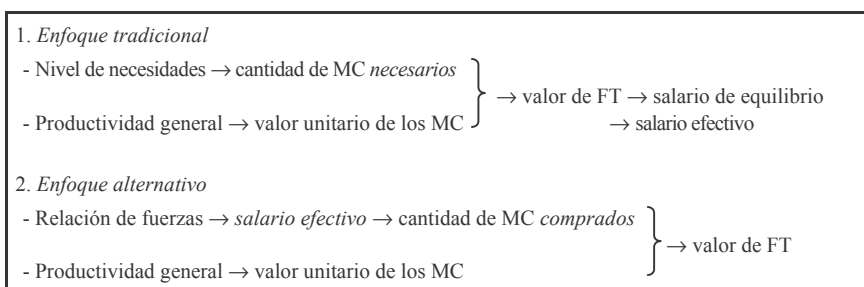 1. Enfoque tradicional
- Nivel de necesidades → cantidad de MC necesarios
→ valor de FT → salario de equilibrio
- Productividad general → valor unitario de los MC
→ salario efectivo
2. Enfoque alternativo
- Relación de fuerzas → salario efectivo → cantidad de MC comprados
→ valor de FT
- Productividad general → valor unitario de los MC